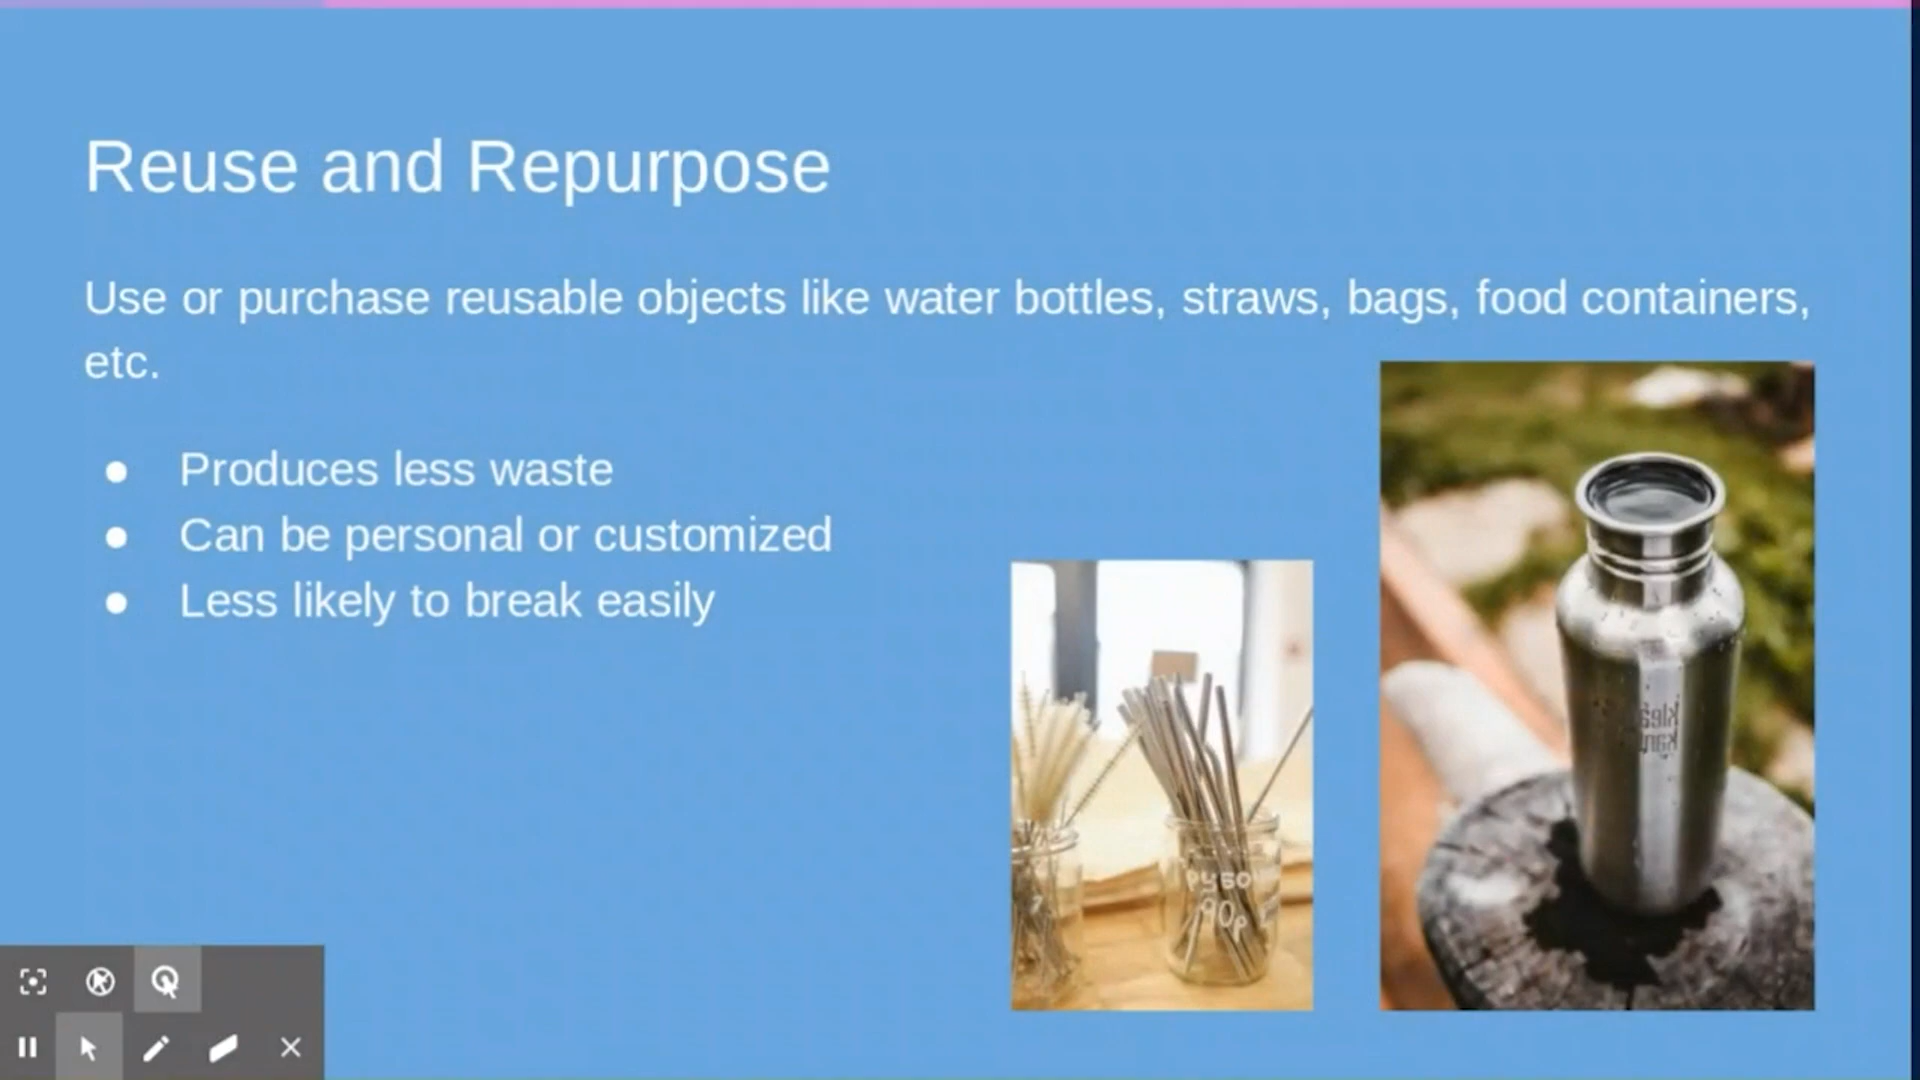 Reuse and Repurpose
Use or purchase reusable objects like water bottles, straws, bags, food containers,
etc.
● Produces less waste
● Can be personal or customized
● Less likely to break easily
90p